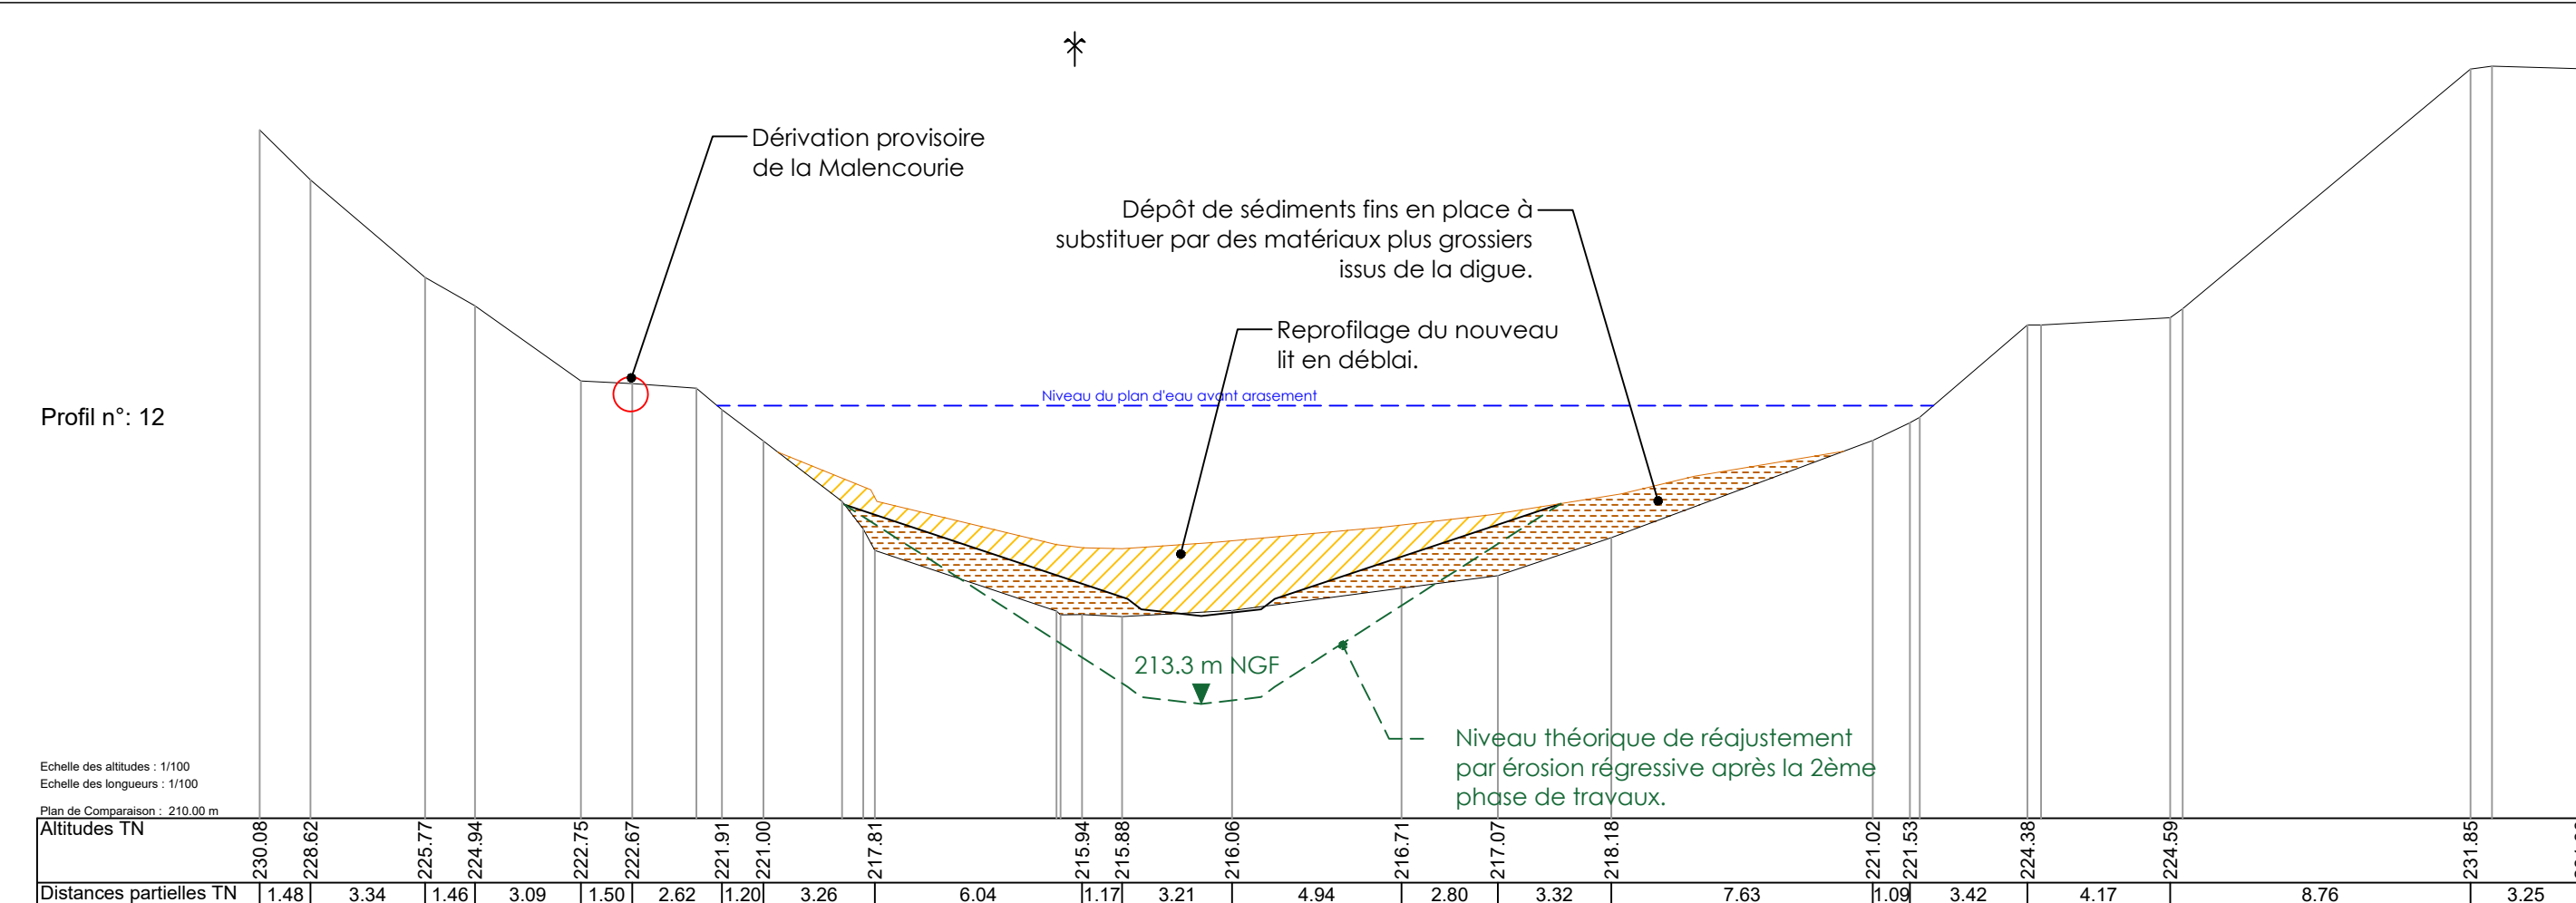 Dérivation provisoire
de la Malencourie
Dépôt de sédiments fins en place à
substituer par des matériaux plus grossiers
issus de la digue.
Reprofilage du nouveau
lit en déblai.
Niveau du plan d'eau avant arasement
Profil n°: 12
213.3 m NGF
Niveau théorique de réajustement
par érosion régressive après la 2ème
phase de travaux.
Echelle des altitudes : 1/100
Echelle des longueurs : 1/100
Plan de Comparaison : 210.00 m
Altitudes TN 230.08 228.62 225.77 224.94 222.75 222.67 221.91 221.00 217.81 215.94 215.88 216.06 216.71 217.07 218.18 221.02 221.53 224.38 224.59 231.85
Distances partielles TN 1.48 3.34 1.46 3.09 1.50 2.62 1.20 3.26 6.04 1.17 3.21 4.94 2.80 3.32 7.63 1.09 3.42 4.17 8.76 3.25